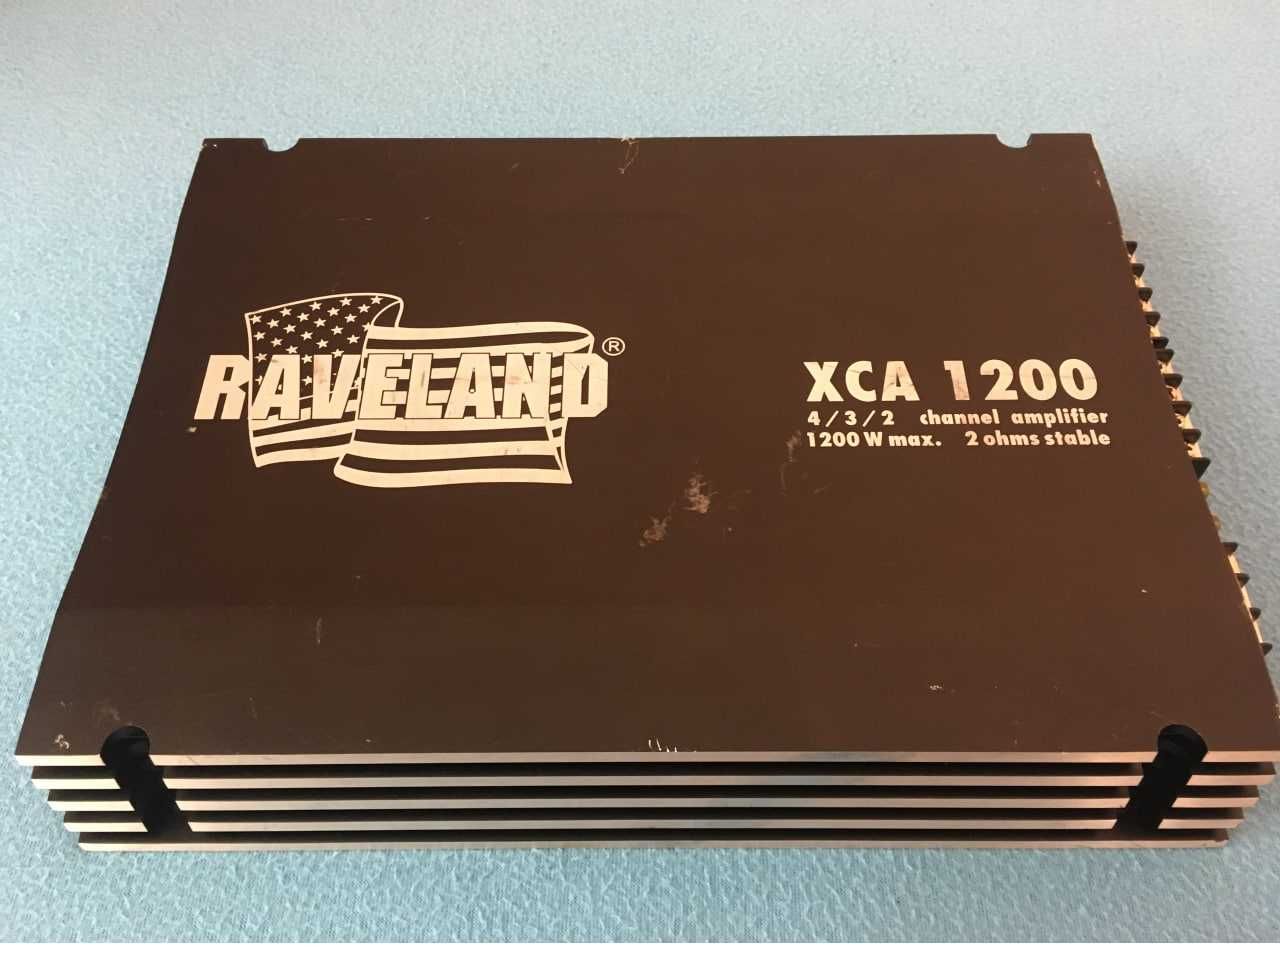 RAVELAND®
XCA 1200
4/3/2 channel amplifier
1200 W max. 2 ohms stable